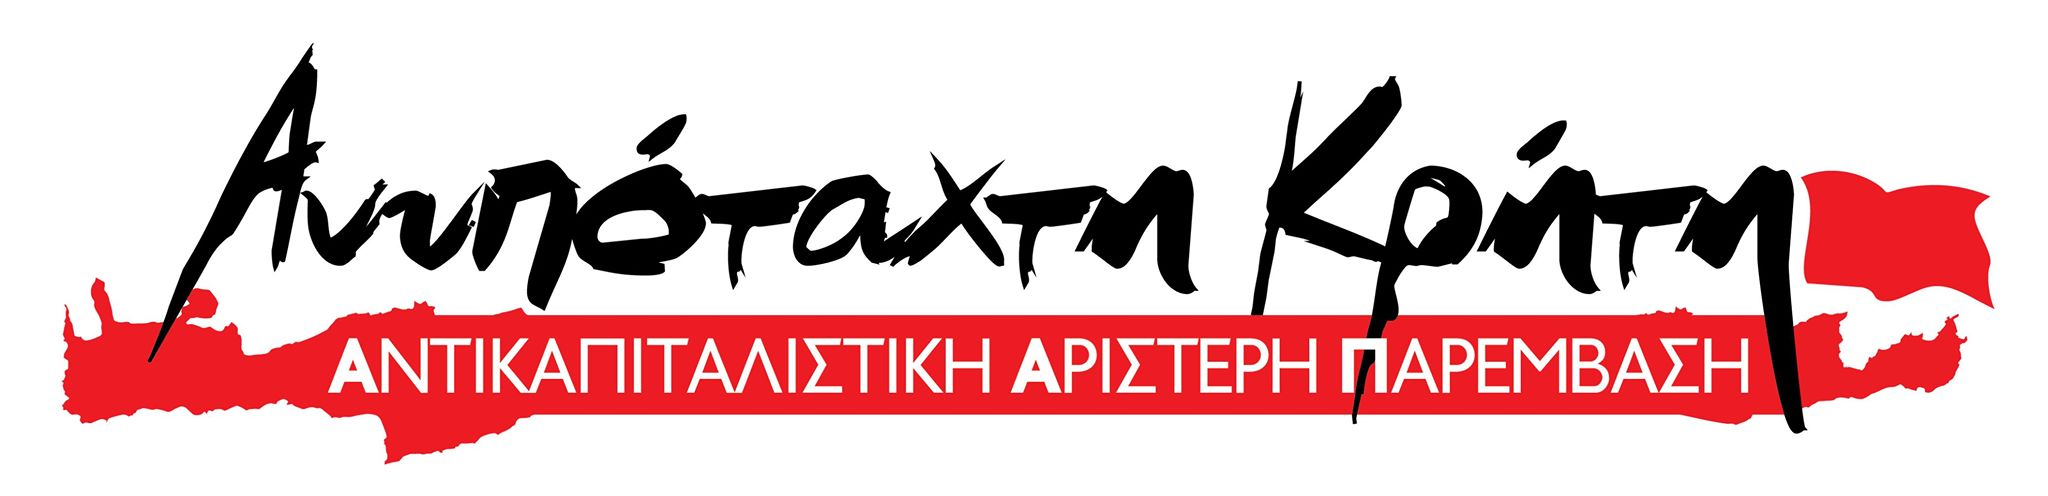 Ανυπόταχτη Κρήτη
ΑΝΤΙΚΑΠΙΤΑΛΙΣΤΙΚΗ ΑΡΙΣΤΕΡΗ ΠΑΡΕΜΒΑΣΗ